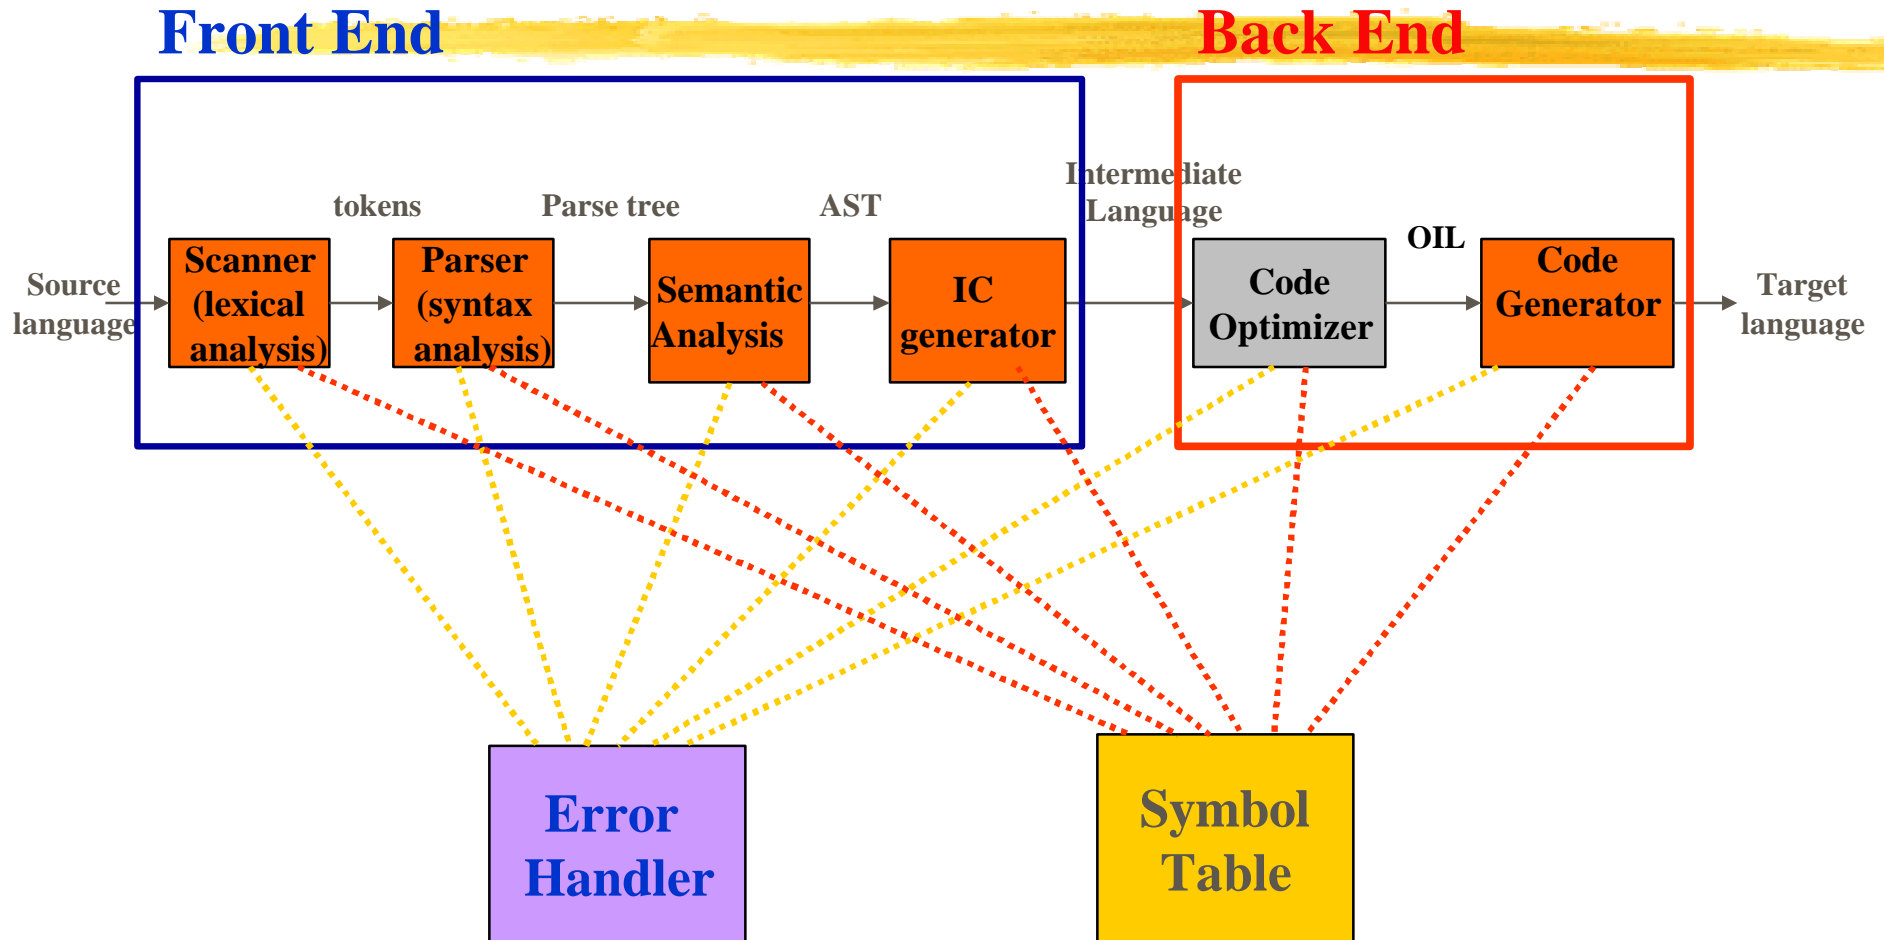 Front End
Back End
Intermediate
Language
tokens
Parse tree
AST
OIL
Source
language
Scanner
(lexical
analysis)
Parser
(syntax
analysis)
Semantic
Analysis
IC
generator
Code
Optimizer
Code
Generator
Target
language
Error
Handler
Symbol
Table